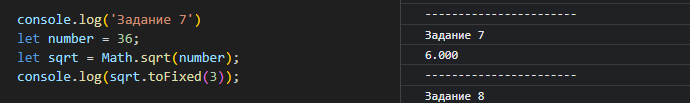 console.log('Задание 7')
let number = 36;
let sqrt = Math.sqrt(number);
console.log(sqrt.toFixed(3));
-----------------------
Задание 7
6.000
-----------------------
Задание 8